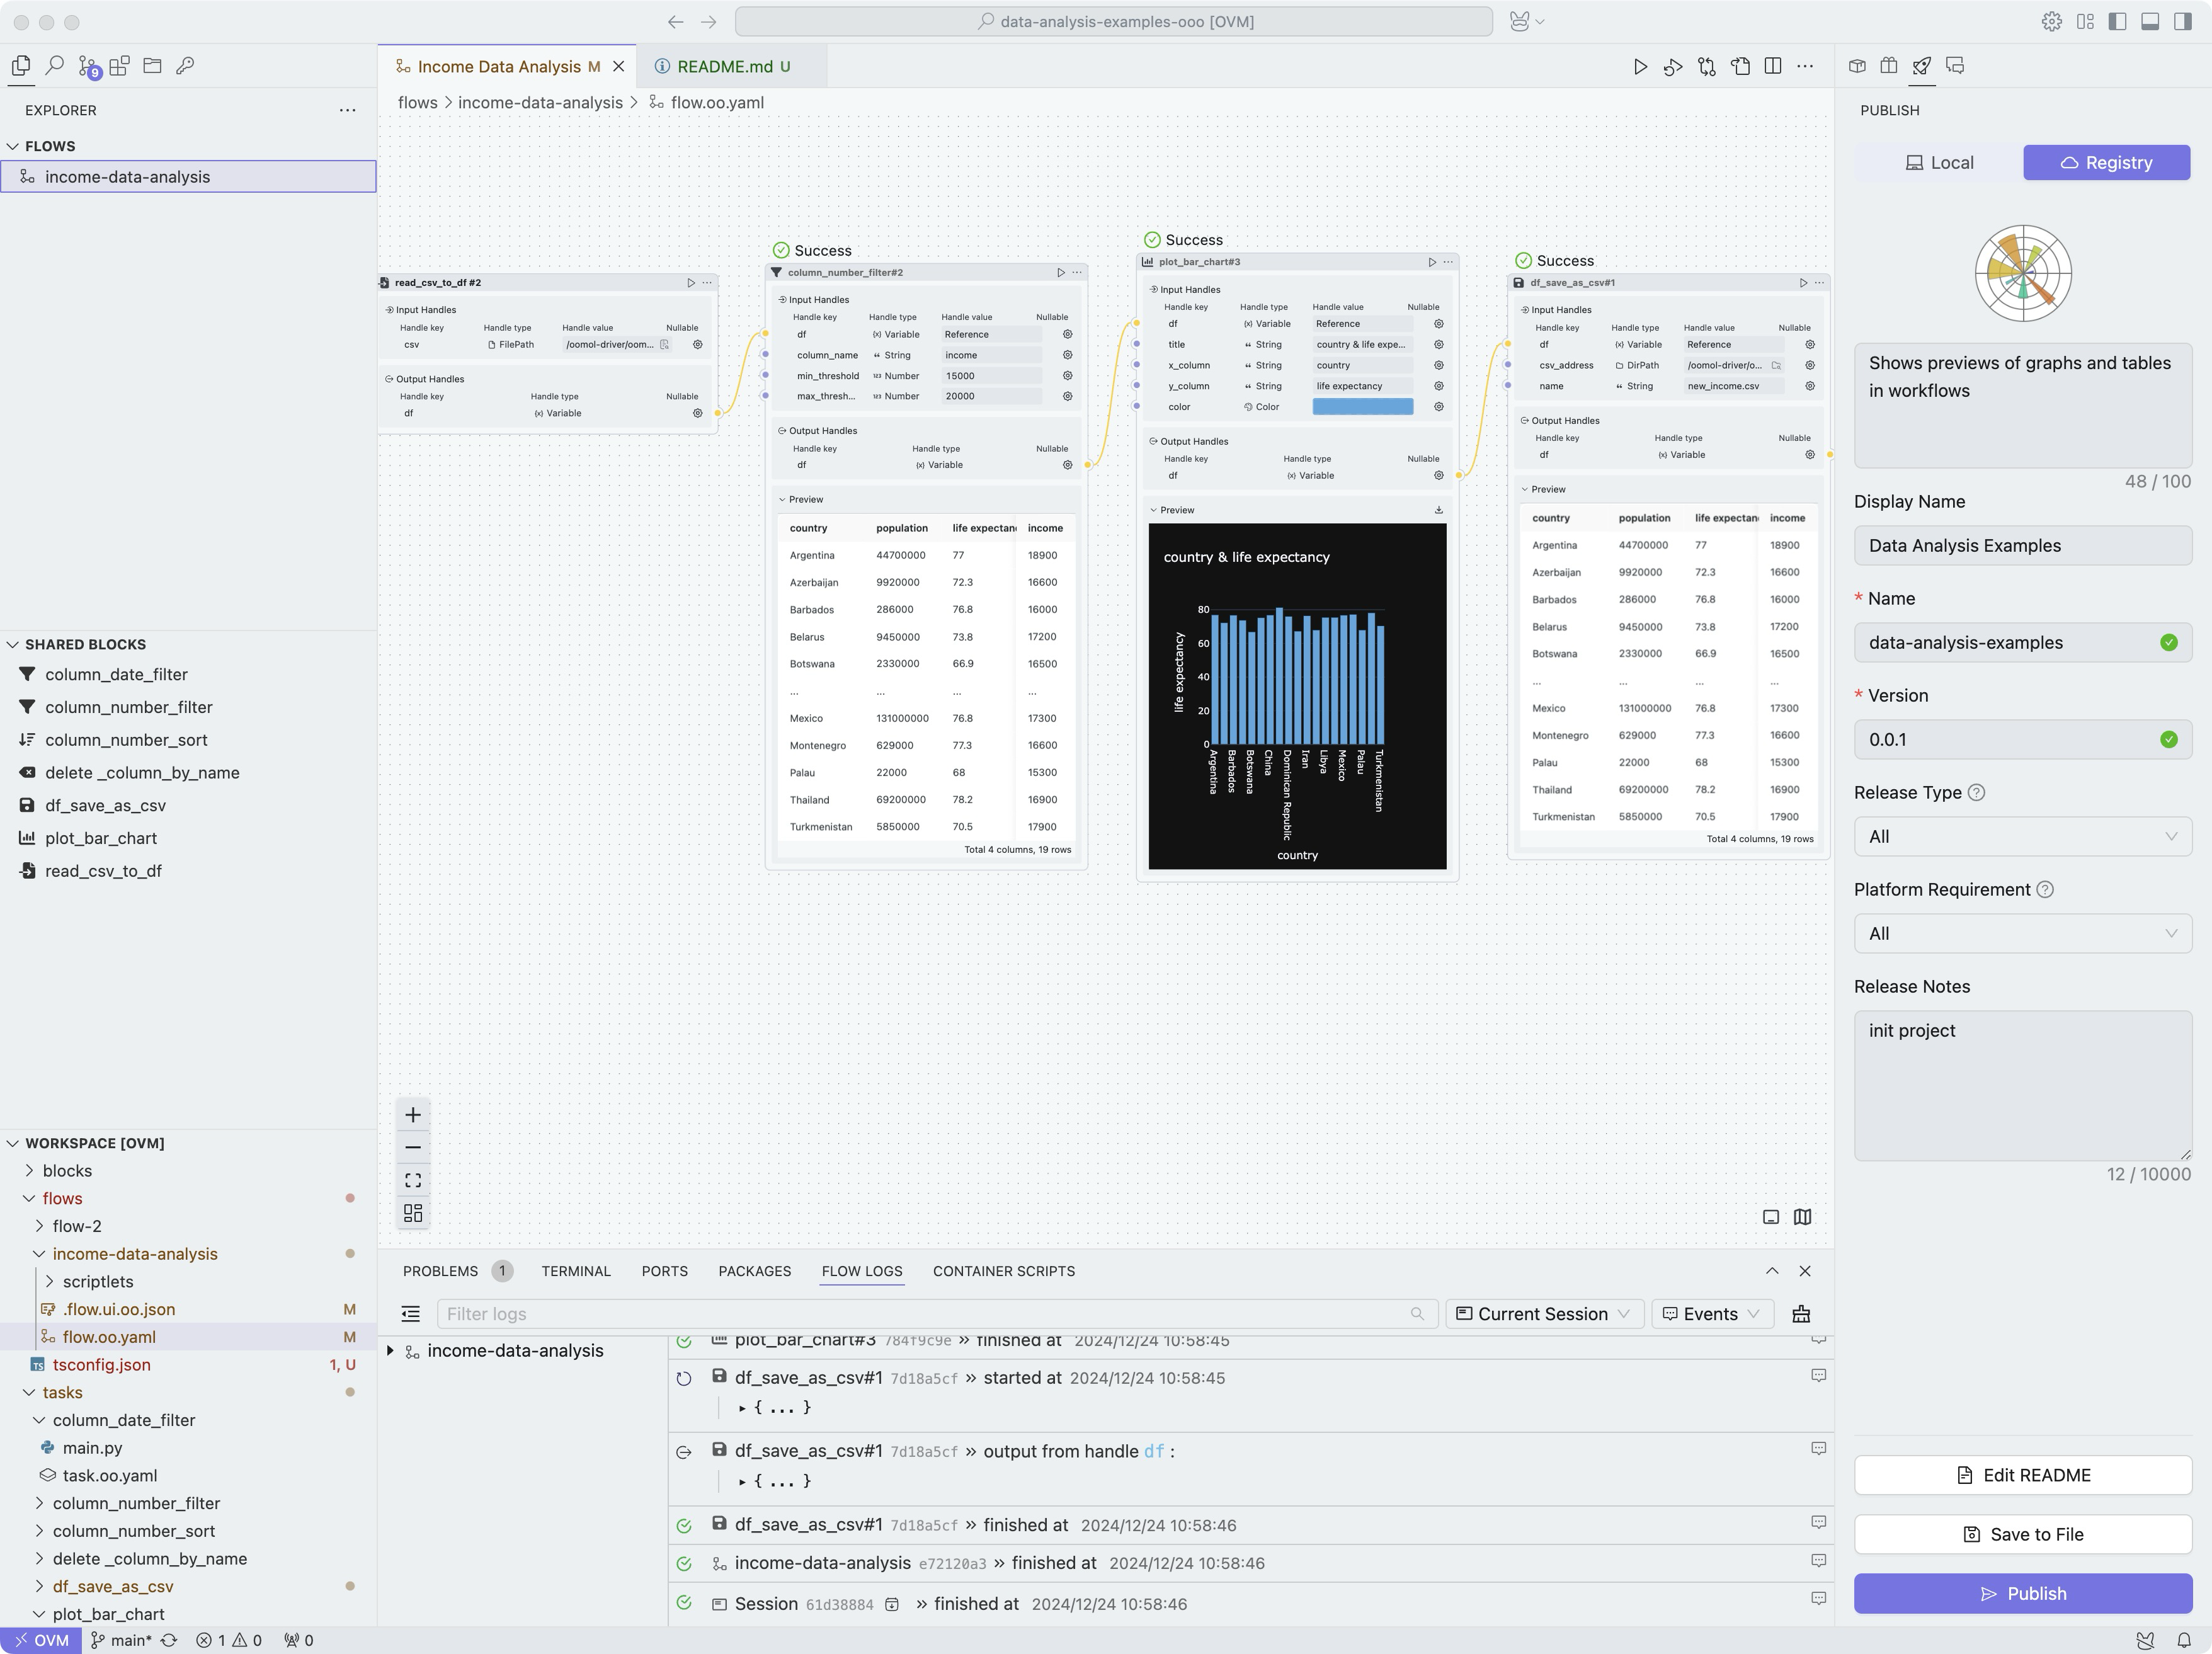 data-analysis-examples-ooo [OVM]
9
EXPLORER
FLOWS
income-data-analysis
SHARED BLOCKS
column_date_filter
column_number_filter
column_number_sort
delete _column_by_name
df_save_as_csv
plot_bar_chart
read_csv_to_df
WORKSPACE [OVM]
blocks
flows
flow-2
income-data-analysis
scriptlets
.flow.ui.oo.json M
flow.oo.yaml M
TS tsconfig.json 1, U
tasks
column_date_filter
main.py
task.oo.yaml
column_number_filter
column_number_sort
delete _column_by_name
df_save_as_csv
plot_bar_chart
Income Data Analysis M
README.md U
flows > income-data-analysis > flow.oo.yaml
read_csv_to_df #2
Input Handles
Handle key Handle type Handle value Nullable
csv FilePath /oomol-driver/oom...
Output Handles
Handle key Handle type Nullable
df (x) Variable
Success
column_number_filter#2
Input Handles
Handle key Handle type Handle value Nullable
df (x) Variable Reference
column_name String income
min_threshold 123 Number 15000
max_thresh... 123 Number 20000
Output Handles
Handle key Handle type Nullable
df (x) Variable
Preview
country population life expectan income
Argentina 44700000 77 18900
Azerbaijan 9920000 72.3 16600
Barbados 286000 76.8 16000
Belarus 9450000 73.8 17200
Botswana 2330000 66.9 16500
... ... ... ...
Mexico 131000000 76.8 17300
Montenegro 629000 77.3 16600
Palau 22000 68 15300
Thailand 69200000 78.2 16900
Turkmenistan 5850000 70.5 17900
Total 4 columns, 19 rows
Success
plot_bar_chart#3
Input Handles
Handle key Handle type Handle value Nullable
df (x) Variable Reference
title String country & life expe...
x_column String country
y_column String life expectancy
color Color
Output Handles
Handle key Handle type Nullable
df (x) Variable
Preview
country & life expectancy
life expectancy
80
60
40
20
0
Argentina
Barbados
Botswana
China
Dominican Republic
Iran
Libya
Mexico
Palau
Turkmenistan
country
Success
df_save_as_csv#1
Input Handles
Handle key Handle type Handle value Nullable
df (x) Variable Reference
csv_address DirPath /oomol-driver/o...
name String new_income.csv
Output Handles
Handle key Handle type Nullable
df (x) Variable
Preview
country population life expectan income
Argentina 44700000 77 18900
Azerbaijan 9920000 72.3 16600
Barbados 286000 76.8 16000
Belarus 9450000 73.8 17200
Botswana 2330000 66.9 16500
... ... ... ...
Mexico 131000000 76.8 17300
Montenegro 629000 77.3 16600
Palau 22000 68 15300
Thailand 69200000 78.2 16900
Turkmenistan 5850000 70.5 17900
Total 4 columns, 19 rows
PROBLEMS 1 TERMINAL PORTS PACKAGES FLOW LOGS CONTAINER SCRIPTS
Filter logs
Current Session
Events
income-data-analysis
plot_bar_chart#3 784f9c9e » finished at 2024/12/24 10:58:45
df_save_as_csv#1 7d18a5cf » started at 2024/12/24 10:58:45
{ ... }
df_save_as_csv#1 7d18a5cf » output from handle df :
{ ... }
df_save_as_csv#1 7d18a5cf » finished at 2024/12/24 10:58:46
income-data-analysis e72120a3 » finished at 2024/12/24 10:58:46
Session 61d38884 » finished at 2024/12/24 10:58:46
PUBLISH
Local
Registry
Shows previews of graphs and tables
in workflows
48 / 100
Display Name
Data Analysis Examples
* Name
data-analysis-examples
* Version
0.0.1
Release Type
All
Platform Requirement
All
Release Notes
init project
12 / 10000
Edit README
Save to File
Publish
OVM main* 1 0 0